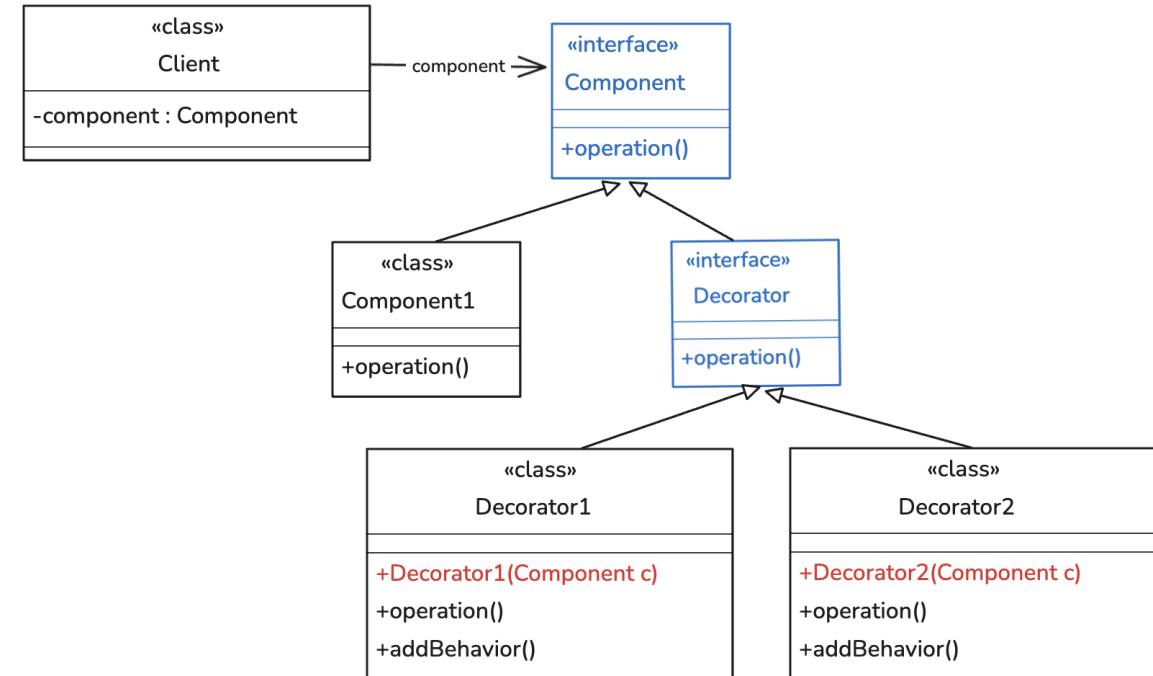 «class»
Client
-component : Component
component
«interface»
Component
+operation()
«class»
Component1
+operation()
«interface»
Decorator
+operation()
«class»
Decorator1
+Decorator1(Component c)
+operation()
+addBehavior()
«class»
Decorator2
+Decorator2(Component c)
+operation()
+addBehavior()